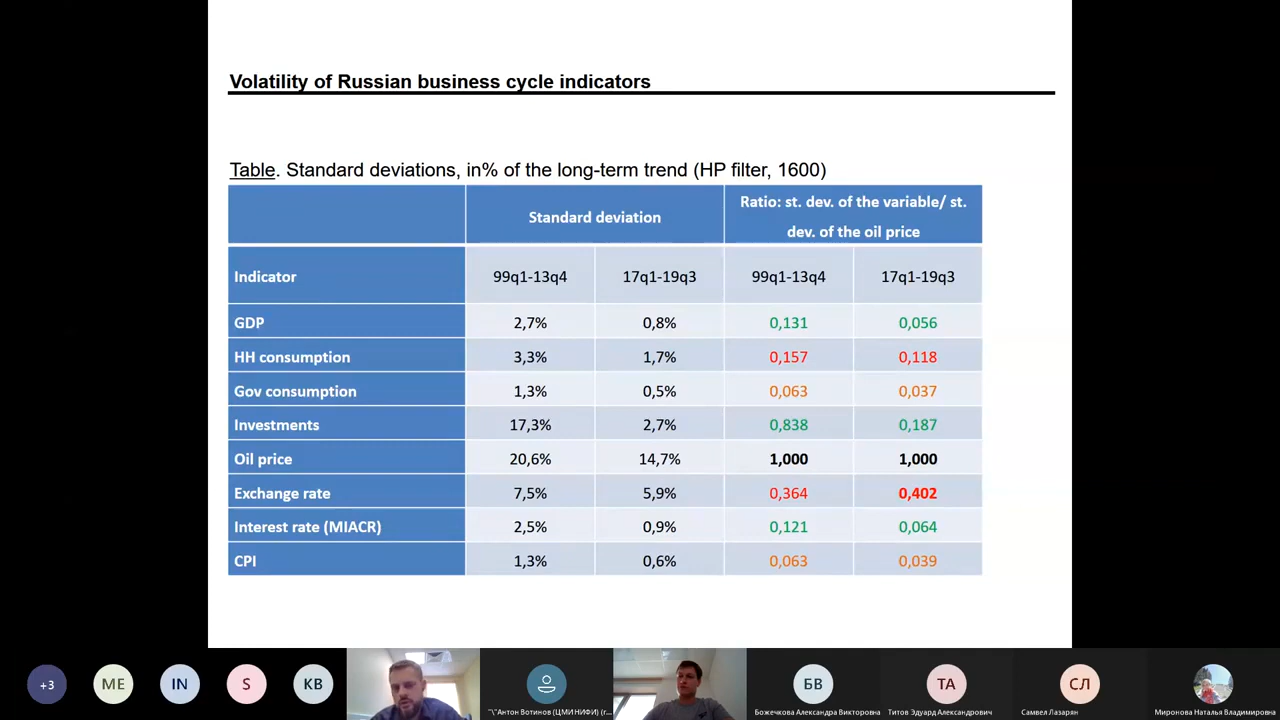 Volatility of Russian business cycle indicators
Table. Standard deviations, in% of the long-term trend (HP filter, 1600)
Standard deviation
Ratio: st. dev. of the variable/ st.
dev. of the oil price
Indicator 99q1-13q4 17q1-19q3 99q1-13q4 17q1-19q3
GDP 2,7% 0,8% 0,131 0,056
HH consumption 3,3% 1,7% 0,157 0,118
Gov consumption 1,3% 0,5% 0,063 0,037
Investments 17,3% 2,7% 0,838 0,187
Oil price 20,6% 14,7% 1,000 1,000
Exchange rate 7,5% 5,9% 0,364 0,402
Interest rate (MIACR) 2,5% 0,9% 0,121 0,064
CPI 1,3% 0,6% 0,063 0,039
+3 ME IN S КВ БВ ТА СЛ
"\"Антон Вотинов (ЦМИ НИФИ) (г... Божечкова Александра Викторовна Титов Эдуард Александрович Самвел Лазарян Миронова Наталья Владимировна